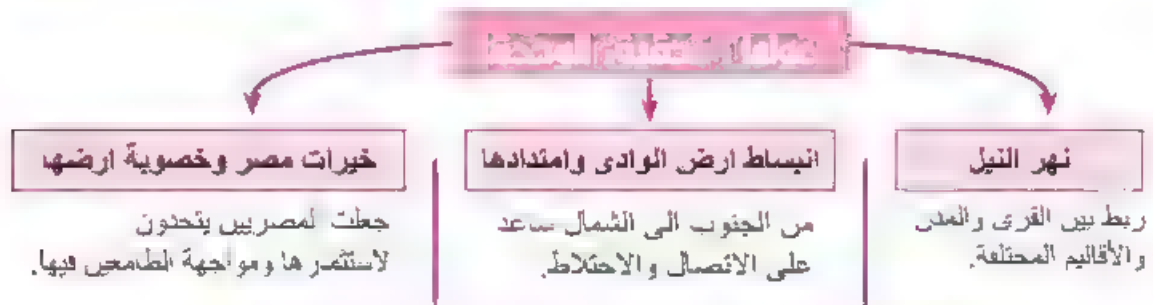 نهر النيل
ربط بين القرى والمدن
والأقاليم المختلفة.
انبساط ارض الوادى وامتدادها
من الجنوب الى الشمال ساعد
على الاتصال والاختلاط.
خيرات مصر وخصوبة ارضها
جعلت المصريين يتحدون
لاستثمارها ومواجهة الطامعين فيها.